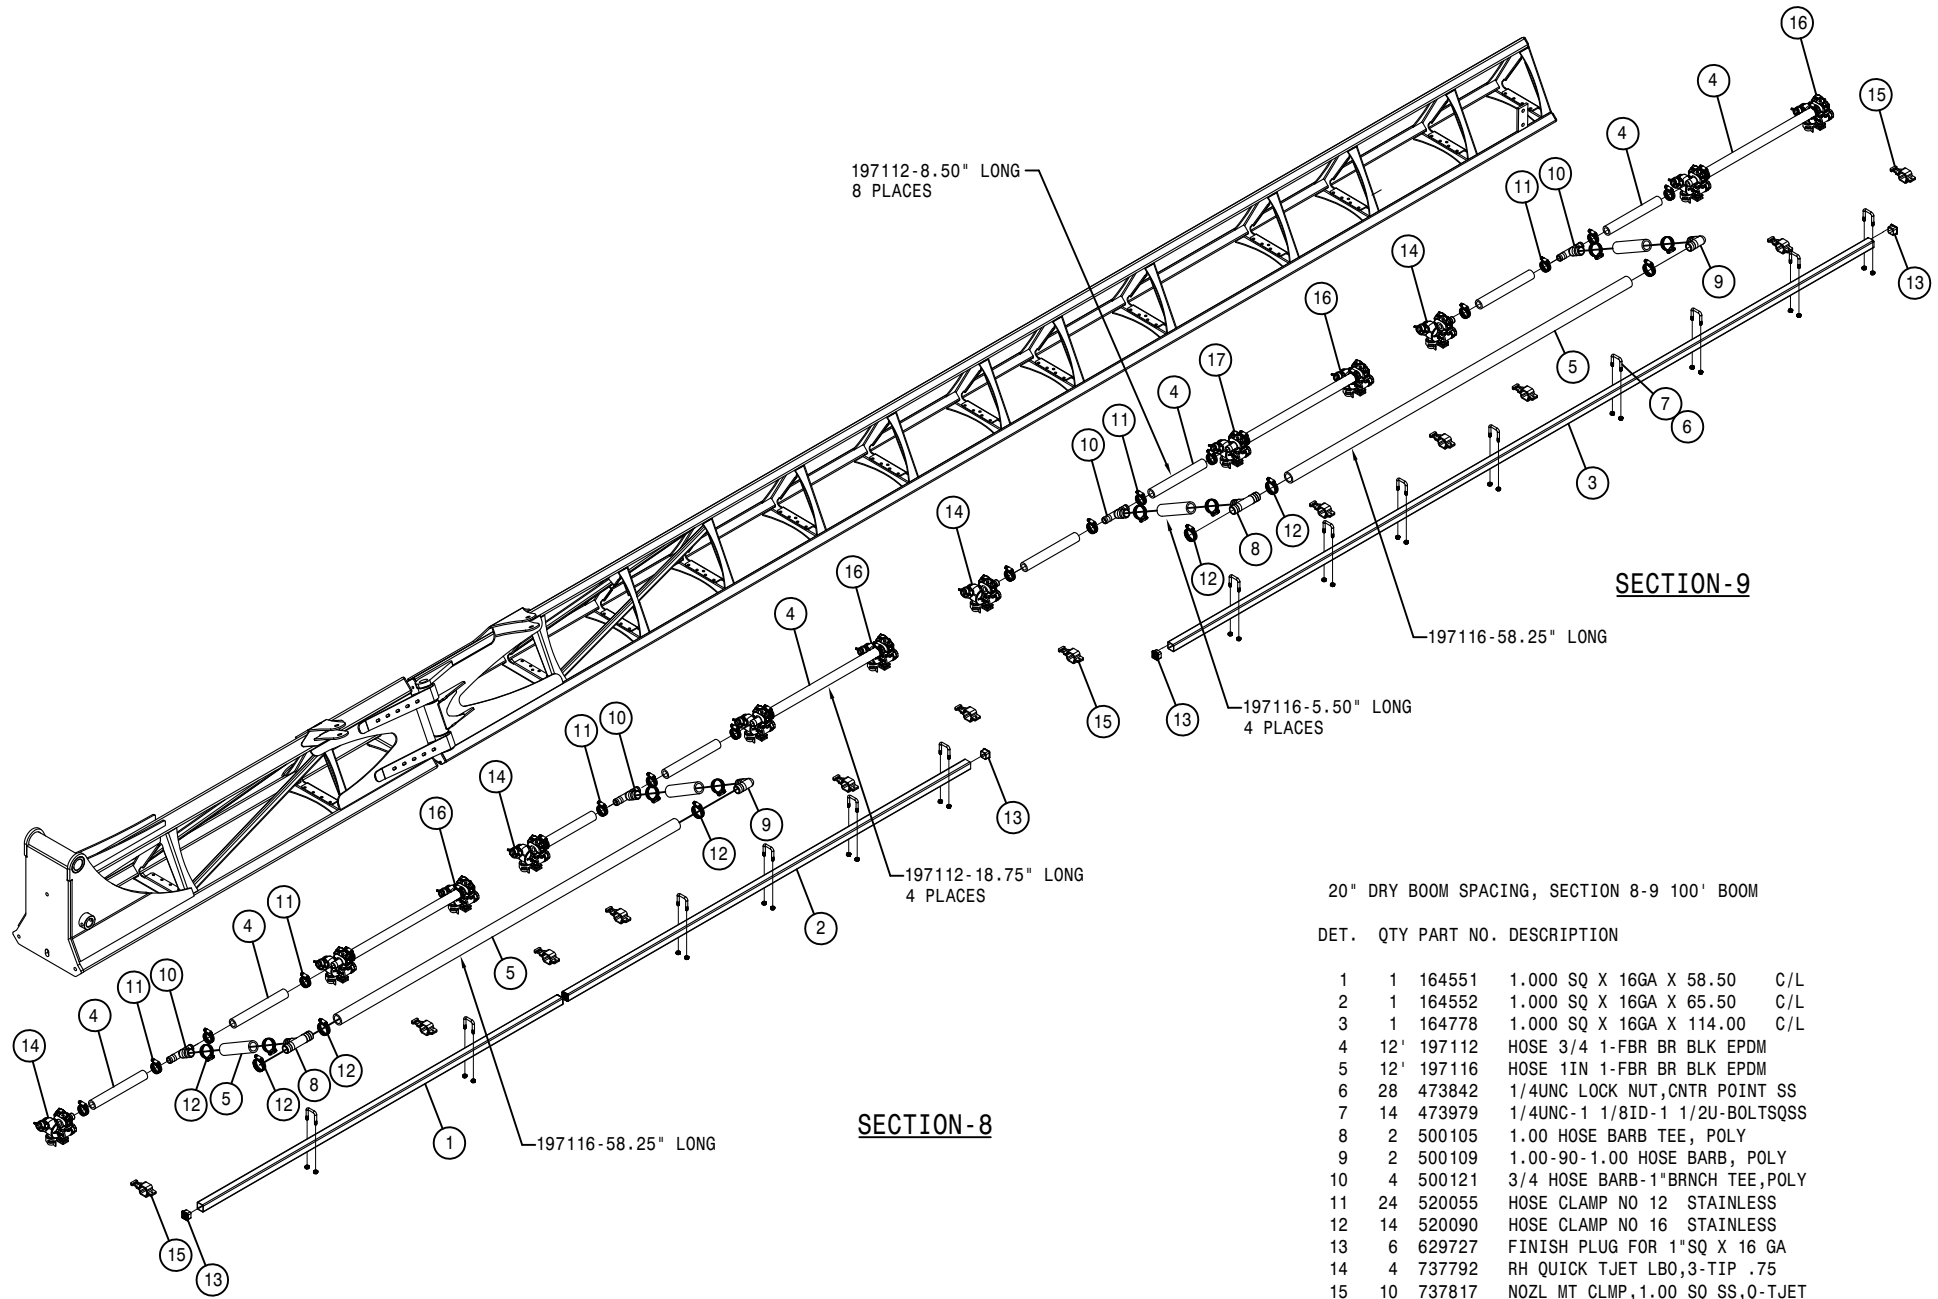 16
4
15
4
197112-8.50" LONG
8 PLACES
11
10
4
14
13
9
16
17
5
4
7
11
6
10
3
14
12
8
12
16
SECTION-9
4
197116-58.25" LONG
15
13
197116-5.50" LONG
4 PLACES
10
11
14
16
9
13
12
197112-18.75" LONG
4 PLACES
11
4
2
10
5
11
4
14
12
12
5
12
8
1
SECTION-8
197116-58.25" LONG
15
13
20" DRY BOOM SPACING, SECTION 8-9 100' BOOM
DET. QTY PART NO. DESCRIPTION
1 1 164551 1.000 SQ X 16GA X 58.50 C/L
2 1 164552 1.000 SQ X 16GA X 65.50 C/L
3 1 164778 1.000 SQ X 16GA X 114.00 C/L
4 12' 197112 HOSE 3/4 1-FBR BR BLK EPDM
5 12' 197116 HOSE 1IN 1-FBR BR BLK EPDM
6 28 473842 1/4UNC LOCK NUT,CNTR POINT SS
7 14 473979 1/4UNC-1 1/8ID-1 1/2U-BOLTSQSS
8 2 500105 1.00 HOSE BARB TEE, POLY
9 2 500109 1.00-90-1.00 HOSE BARB, POLY
10 4 500121 3/4 HOSE BARB-1"BRNCH TEE,POLY
11 24 520055 HOSE CLAMP NO 12 STAINLESS
12 14 520090 HOSE CLAMP NO 16 STAINLESS
13 6 629727 FINISH PLUG FOR 1"SQ X 16 GA
14 4 737792 RH QUICK TJET LBO,3-TIP .75
15 10 737817 NOZL MT CLMP,1.00 SQ SS,Q-TJET